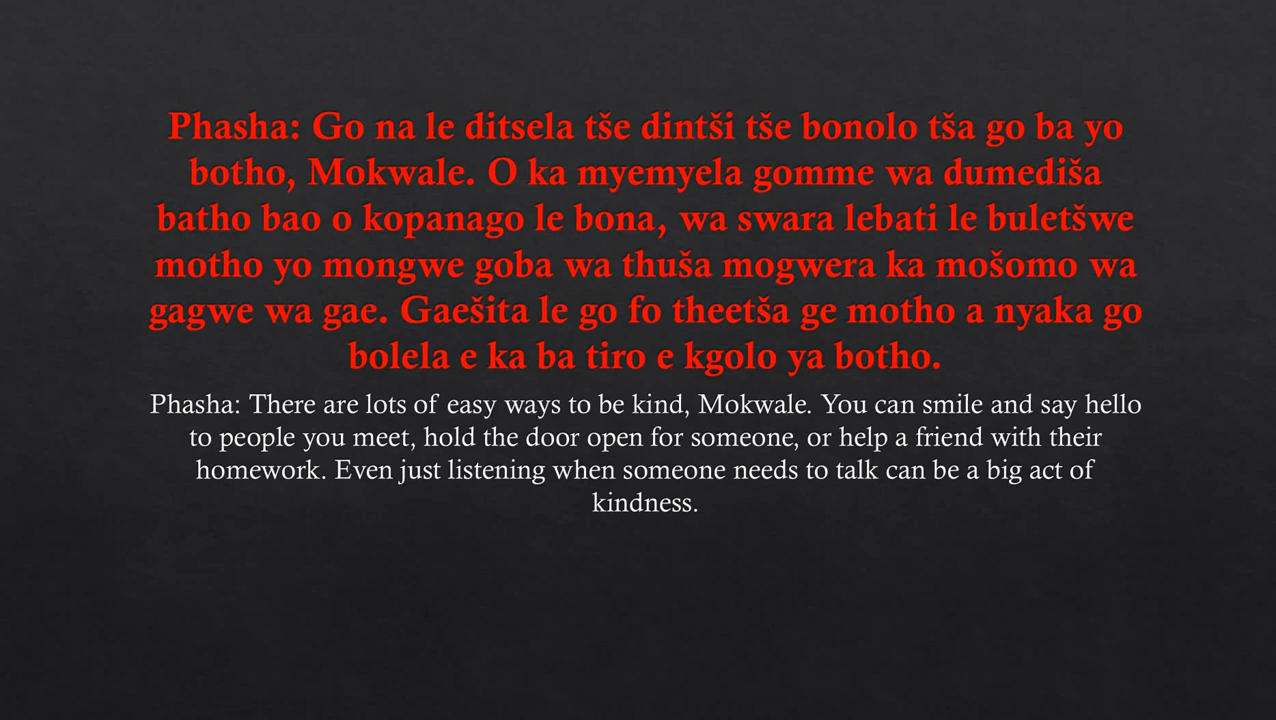 Phasha: Go na le ditsela tše dintši tše bonolo tša go ba yo
botho, Mokwale. O ka myemyela gomme wa dumediša
batho bao o kopanago le bona, wa swara lebati le buletšwe
motho yo mongwe goba wa thuša mogwera ka mošomo wa
gagwe wa gae. Gaešita le go fo theetša ge motho a nyaka go
bolela e ka ba tiro e kgolo ya botho.
Phasha: There are lots of easy ways to be kind, Mokwale. You can smile and say hello
to people you meet, hold the door open for someone, or help a friend with their
homework. Even just listening when someone needs to talk can be a big act of
kindness.